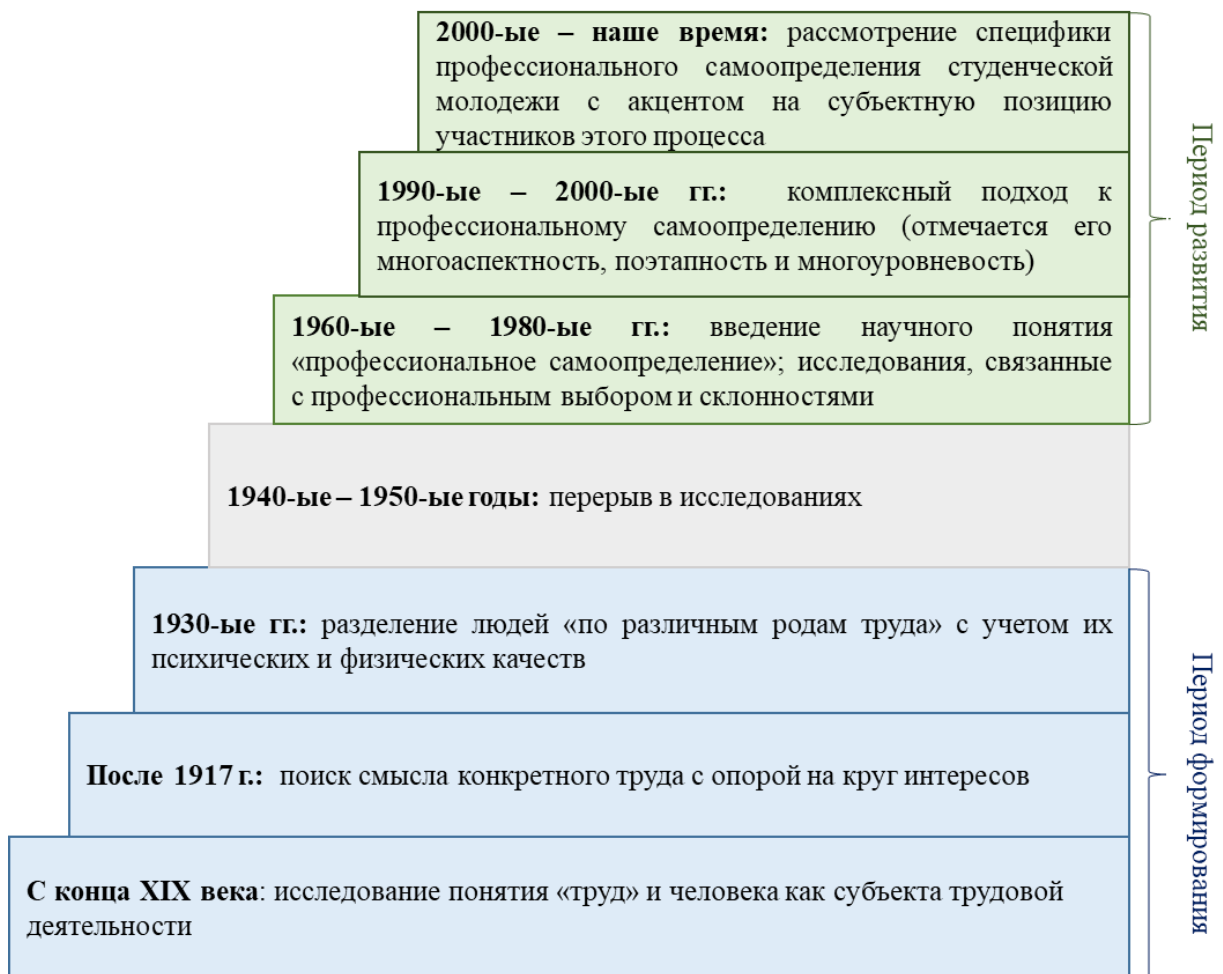 2000-ые – наше время: рассмотрение специфики
профессионального самоопределения студенческой
молодежи с акцентом на субъектную позицию
участников этого процесса
1990-ые – 2000-ые гг.: комплексный подход к
профессиональному самоопределению (отмечается его
многоаспектность, поэтапность и многоуровневость)
1960-ые – 1980-ые гг.: введение научного понятия
«профессиональное самоопределение»; исследования, связанные
с профессиональным выбором и склонностями
Период развития
1940-ые – 1950-ые годы: перерыв в исследованиях
1930-ые гг.: разделение людей «по различным родам труда» с учетом их
психических и физических качеств
После 1917 г.: поиск смысла конкретного труда с опорой на круг интересов
С конца XIX века: исследование понятия «труд» и человека как субъекта трудовой
деятельности
Период формирования